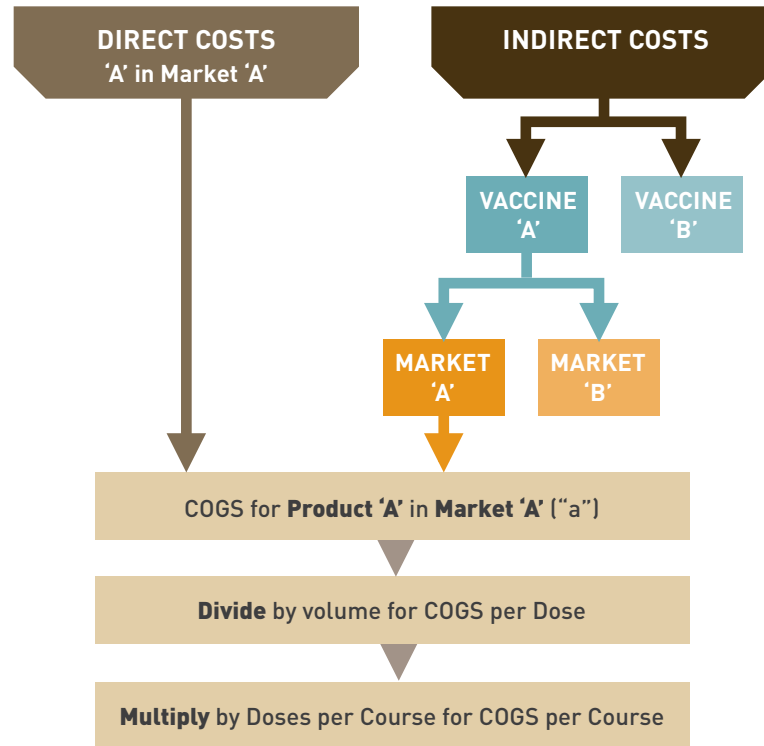 DIRECT COSTS
‘A’ in Market ‘A’
INDIRECT COSTS
VACCINE
‘A’
VACCINE
‘B’
MARKET
‘A’
MARKET
‘B’
COGS for Product ‘A’ in Market ‘A’ (“a”)
Divide by volume for COGS per Dose
Multiply by Doses per Course for COGS per Course